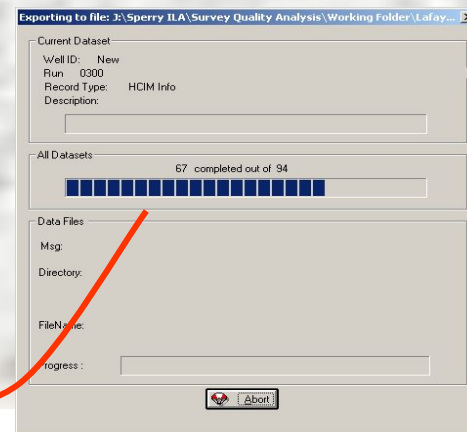 Exporting to file: J:\Sperry ILA\Survey Quality Analysis\Working Folder\Lafay...
Current Dataset
Well ID: New
Run 0300
Record Type: HCIM Info
Description:
All Datasets
67 completed out of 94
Data Files
Msg:
Directory:
FileName:
Progress :
Abort